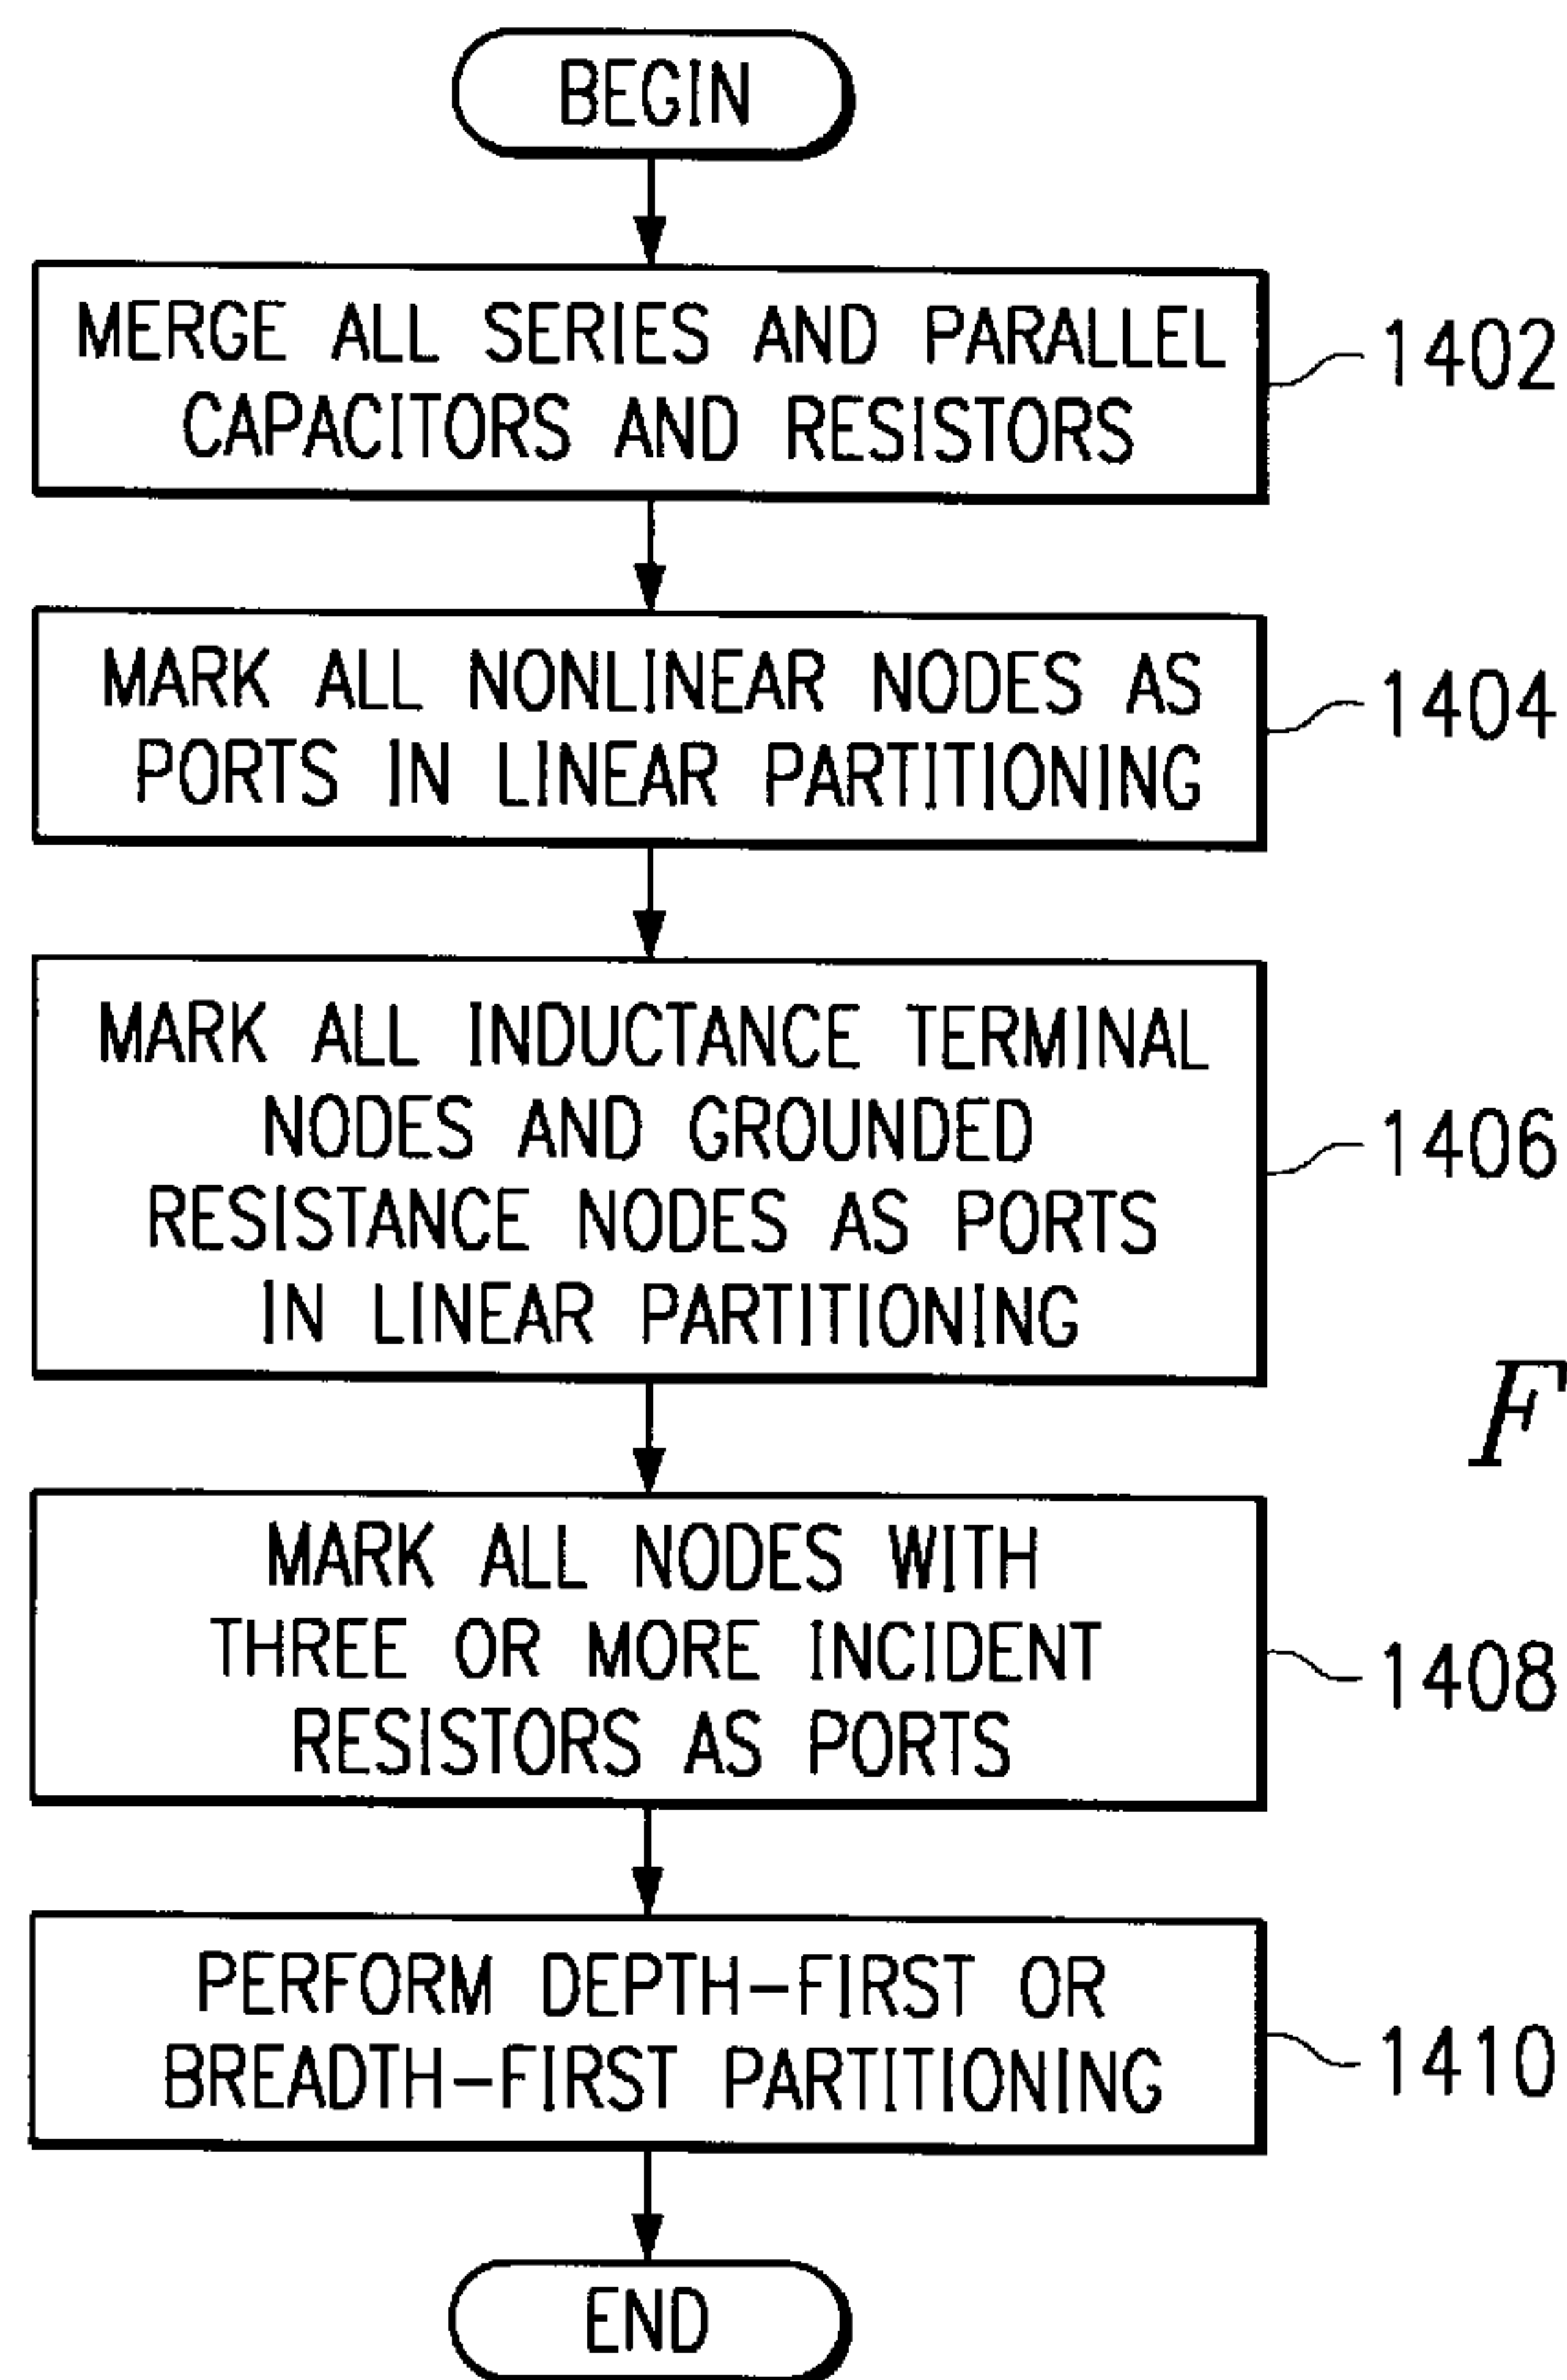 BEGIN
MERGE ALL SERIES AND PARALLEL
CAPACITORS AND RESISTORS
1402
MARK ALL NONLINEAR NODES AS
PORTS IN LINEAR PARTITIONING
1404
MARK ALL INDUCTANCE TERMINAL
NODES AND GROUNDED
RESISTANCE NODES AS PORTS
IN LINEAR PARTITIONING
1406
F
MARK ALL NODES WITH
THREE OR MORE INCIDENT
RESISTORS AS PORTS
1408
PERFORM DEPTH-FIRST OR
BREADTH-FIRST PARTITIONING
1410
END